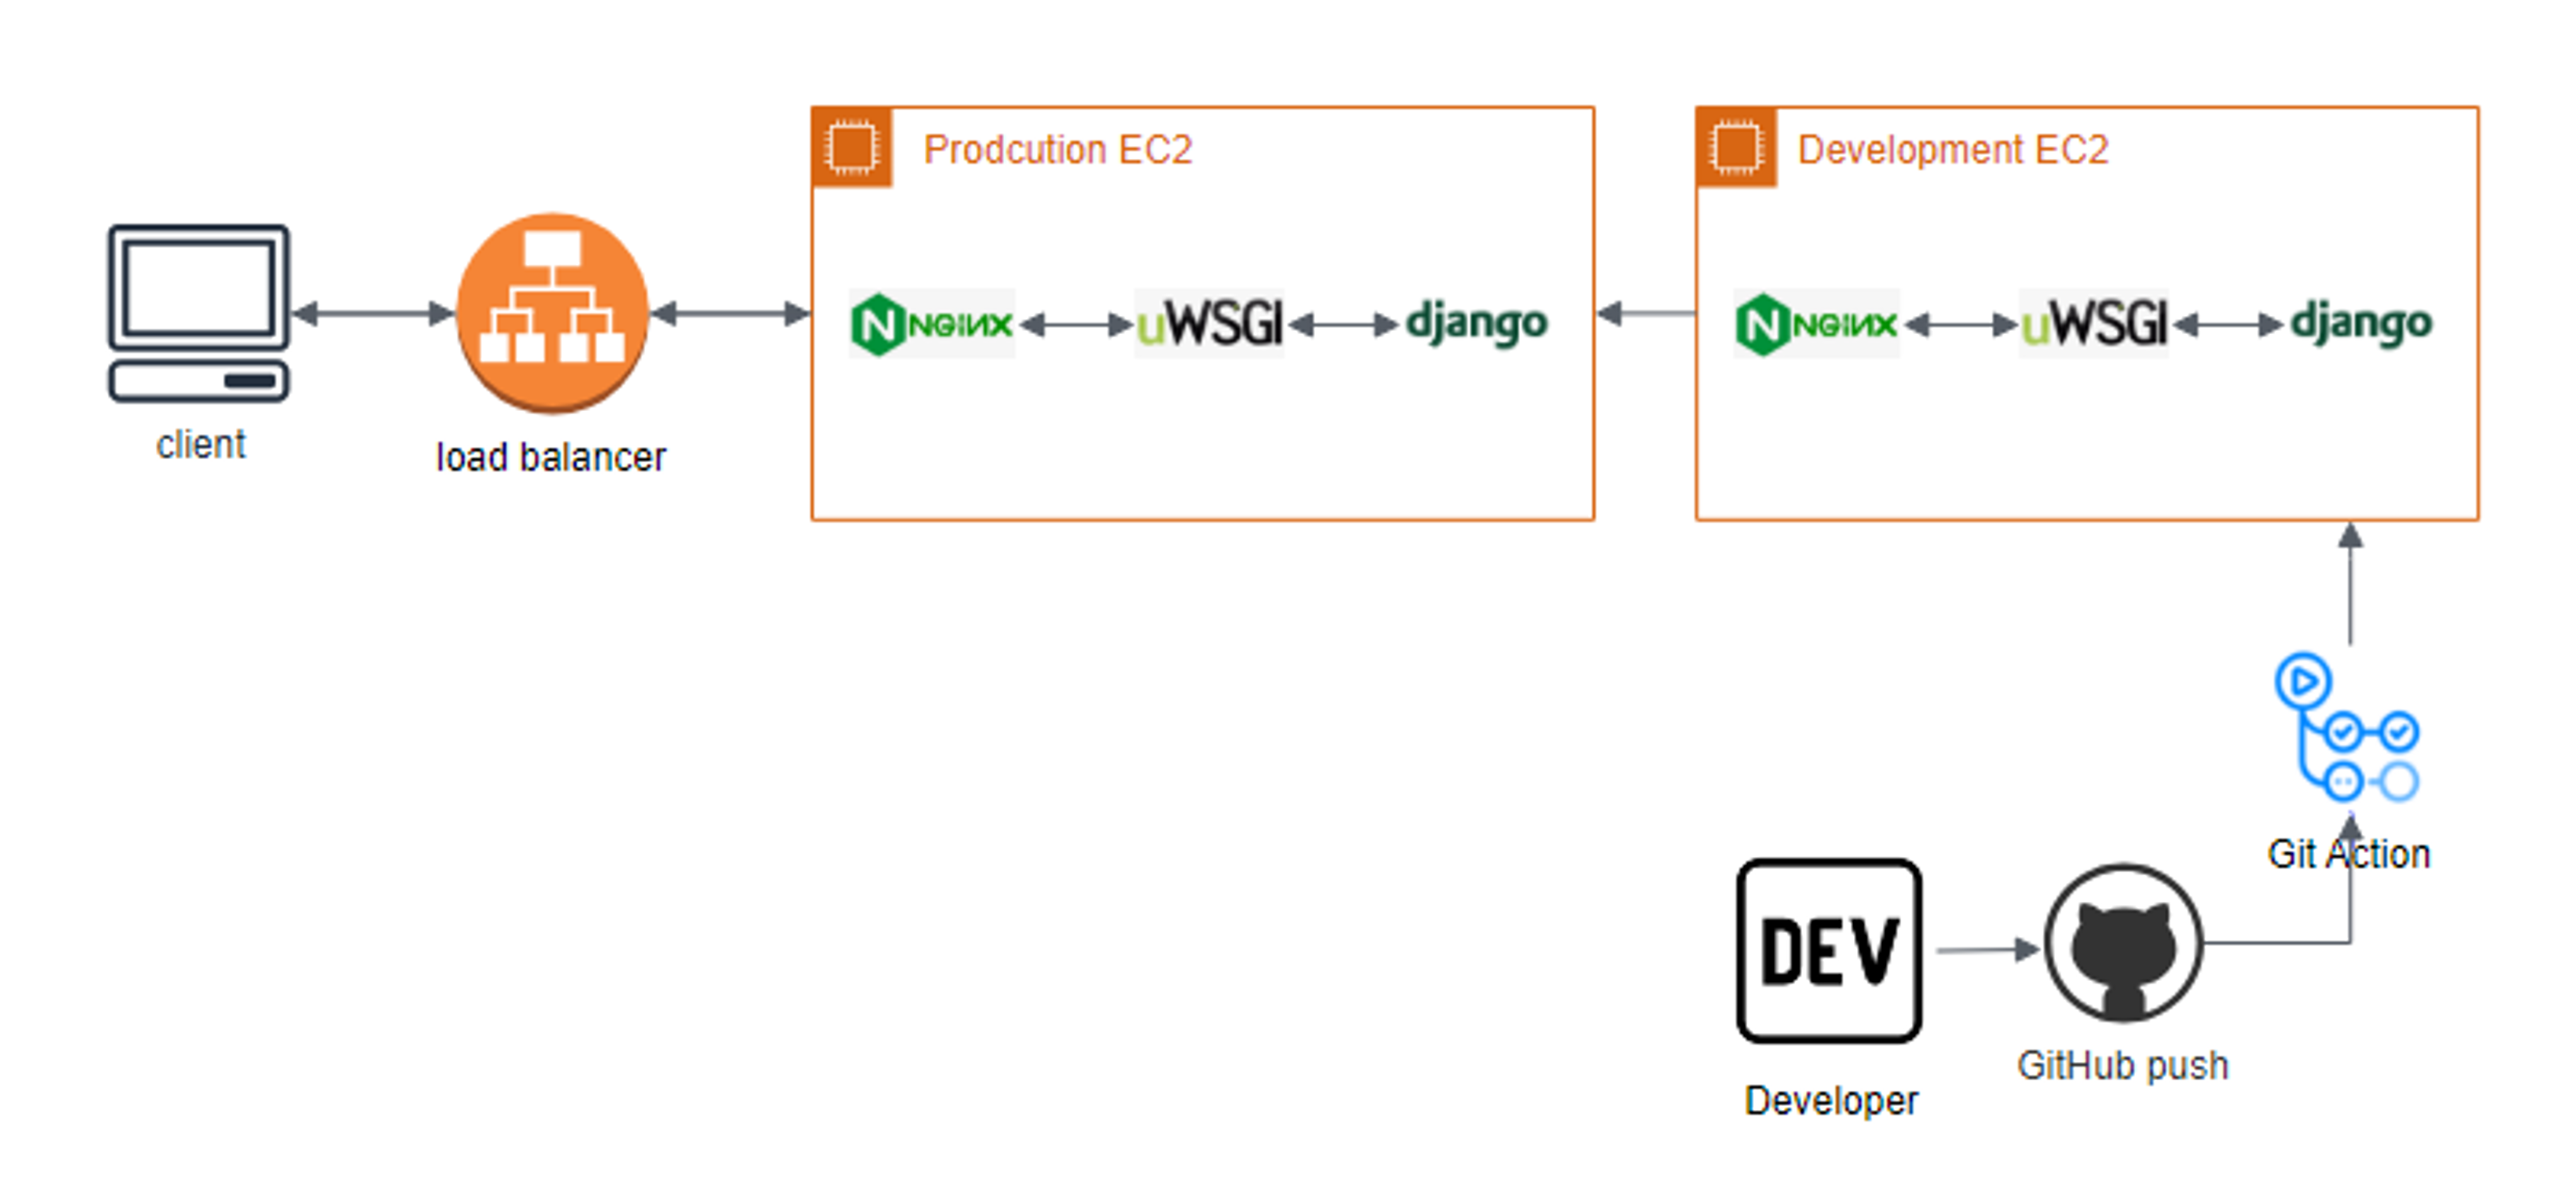 Prodcution EC2
Development EC2
NGINX
uWSGI
django
NGINX
uWSGI
django
client
load balancer
Git Action
DEV
GitHub push
Developer